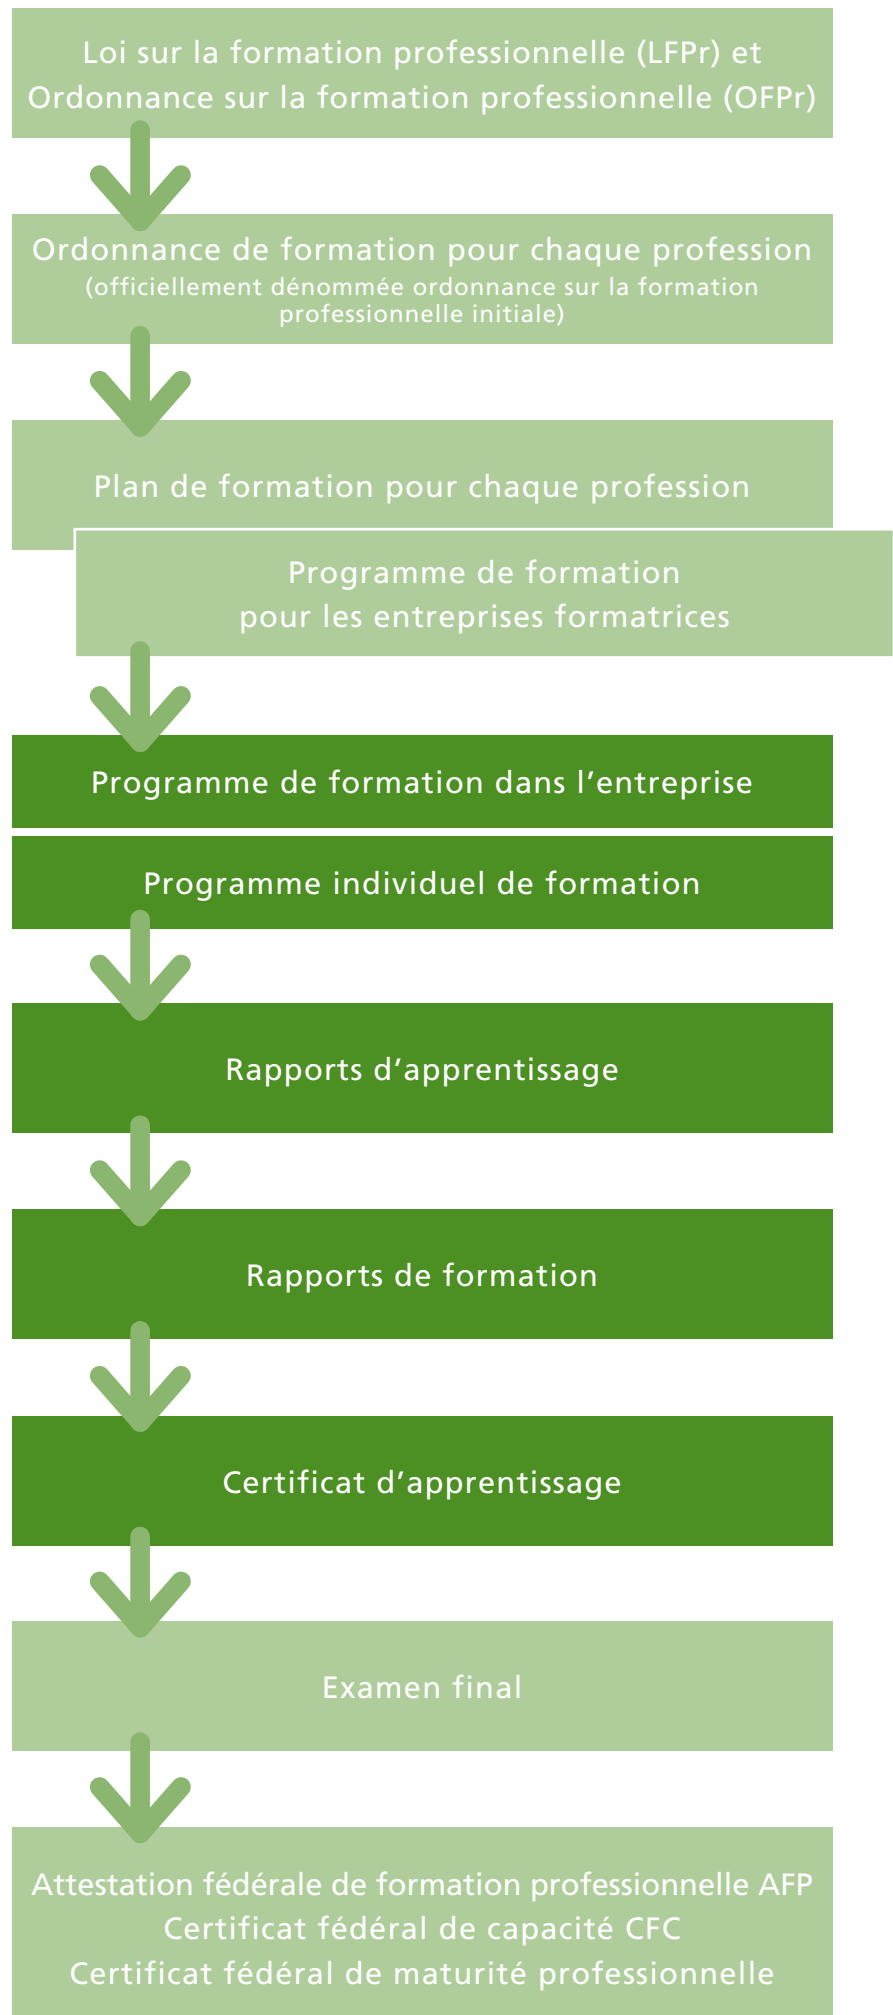 Loi sur la formation professionnelle (LFPr) et
Ordonnance sur la formation professionnelle (OFPr)
Ordonnance de formation pour chaque profession
(officiellement dénommée ordonnance sur la formation
professionnelle initiale)
Plan de formation pour chaque profession
Programme de formation
pour les entreprises formatrices
Programme de formation dans l’entreprise
Programme individuel de formation
Rapports d’apprentissage
Rapports de formation
Certificat d’apprentissage
Examen final
Attestation fédérale de formation professionnelle AFP
Certificat fédéral de capacité CFC
Certificat fédéral de maturité professionnelle